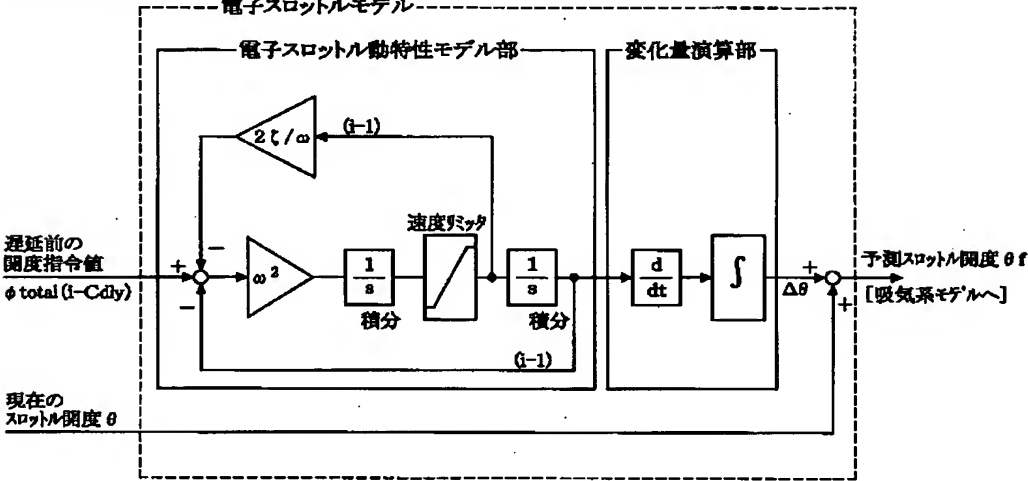 電子スロットルモデル
電子スロットル動特性モデル部
変化量演算部
2ζ/ω
(i-1)
速度リミッタ
遅延前の
開度指令値
φtotal(i-Cdly)
+
−
−
ω²
1
s
積分
1
s
積分
(i-1)
d
dt
∫
+
Δθ
+
予測スロットル開度θf
[吸気系モデルへ]
現在の
スロットル開度θ